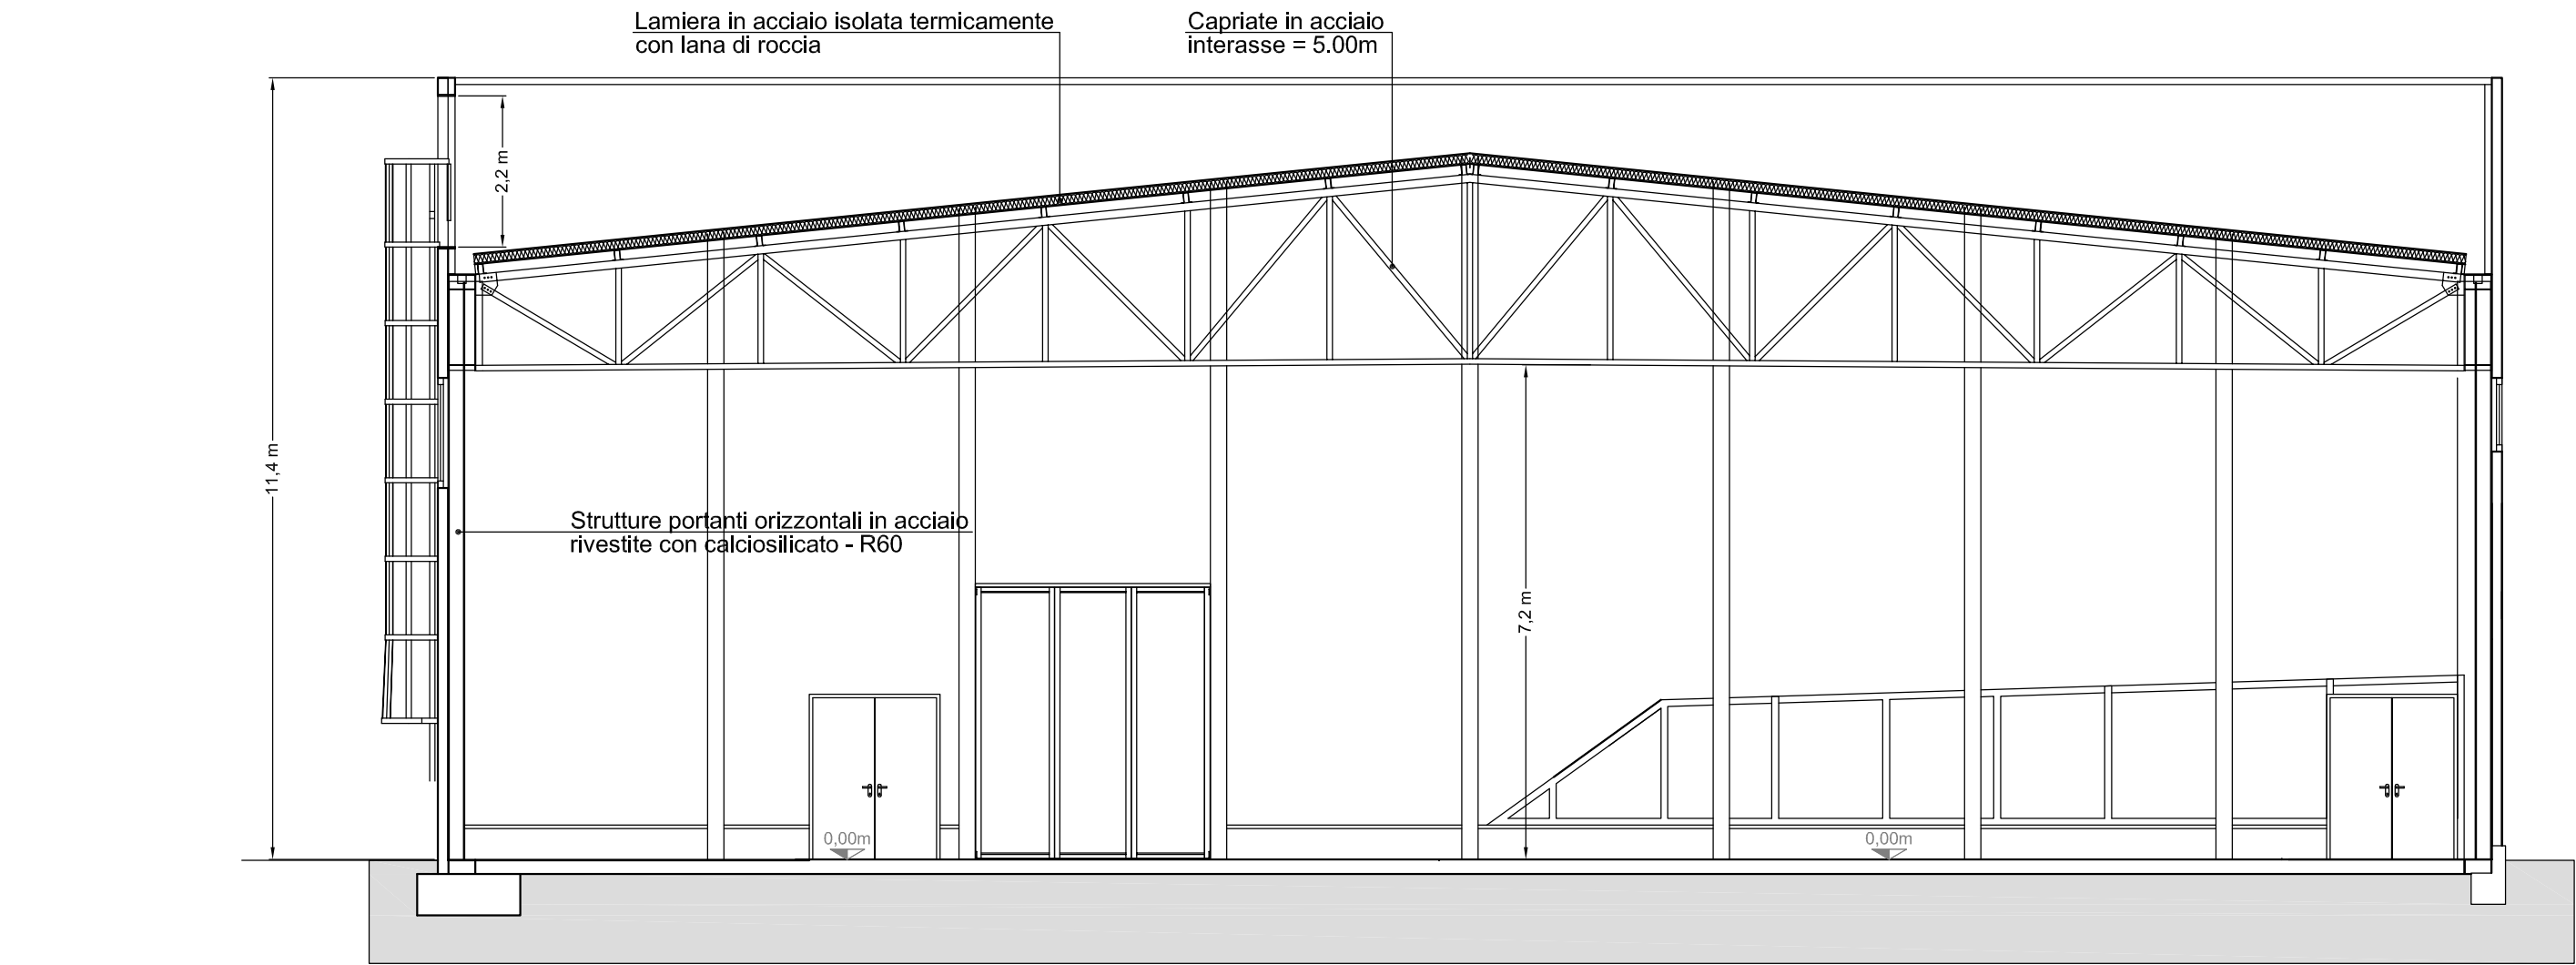 Lamiera in acciaio isolata termicamente
con lana di roccia
Capriate in acciaio
interasse = 5.00m
2,2 m
11,4 m
Strutture portanti orizzontali in acciaio
rivestite con calciosilicato - R60
7,2 m
0,00m
0,00m